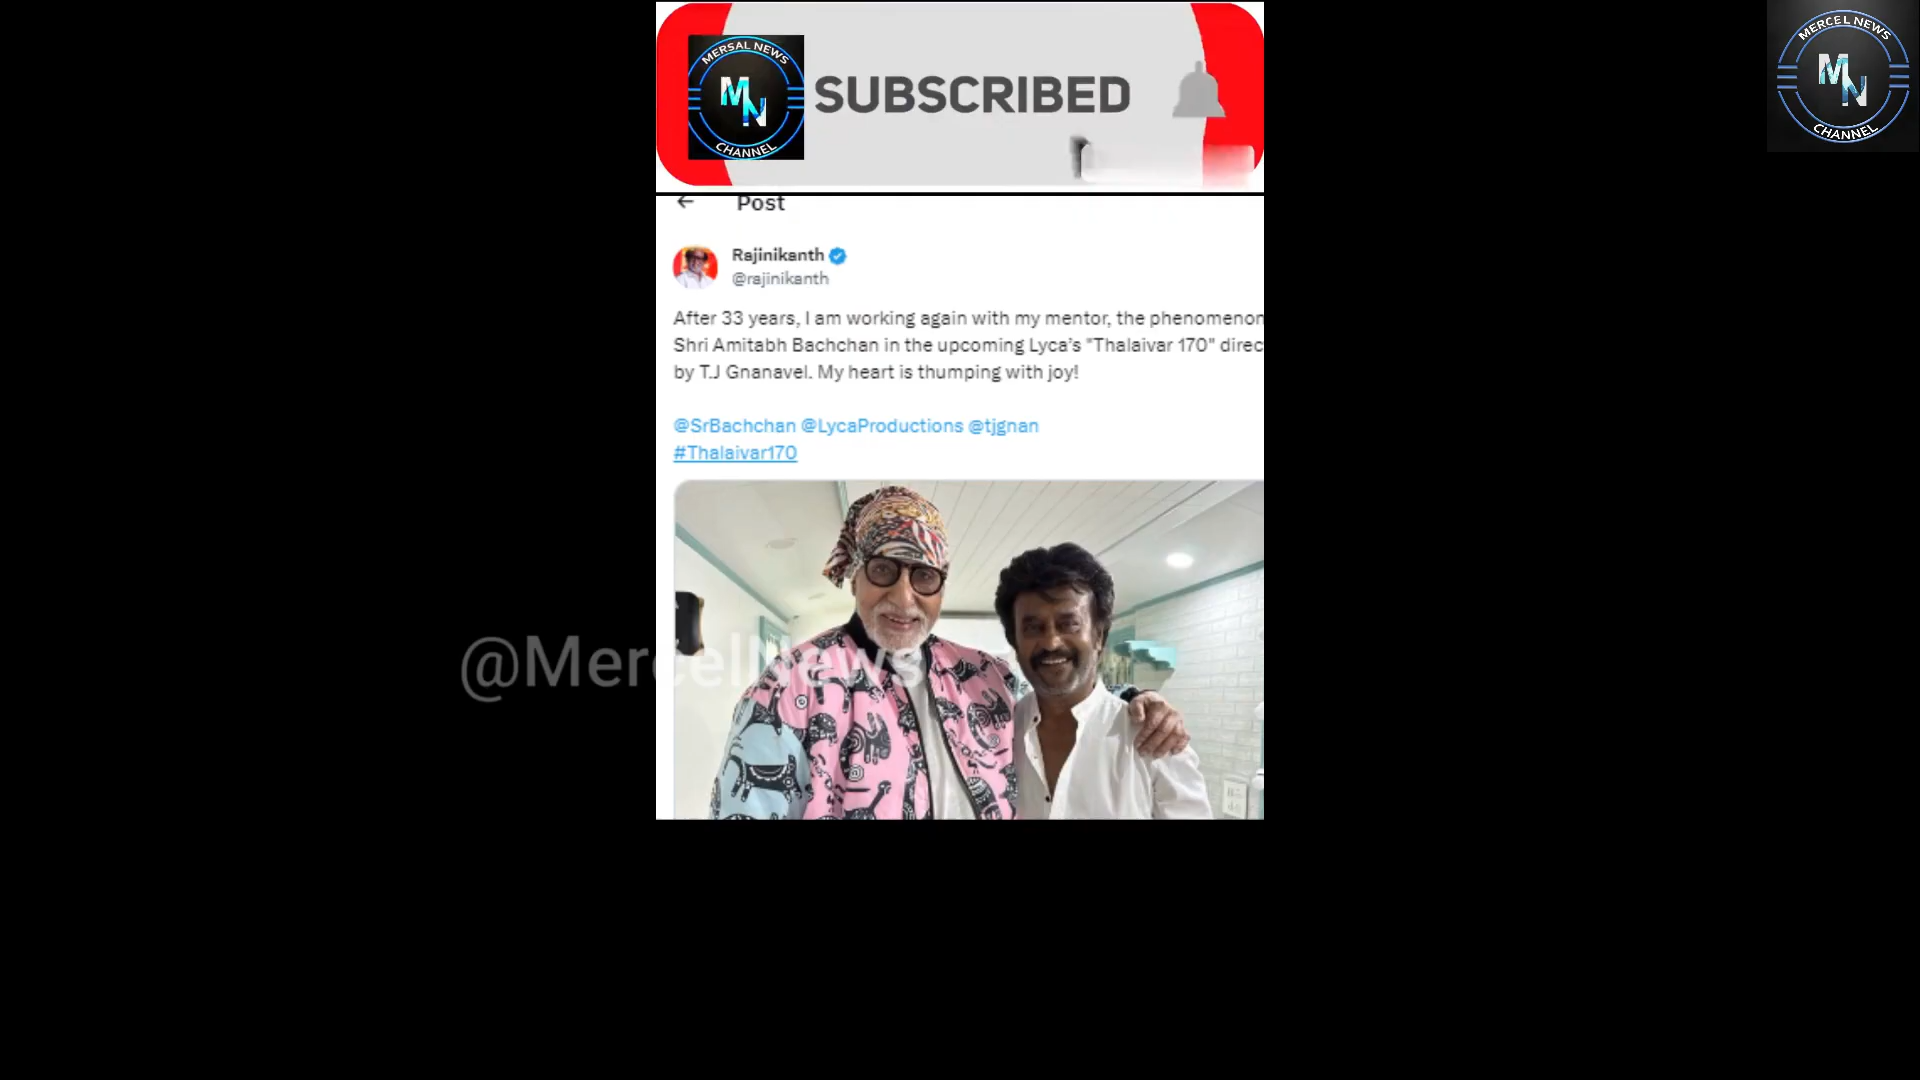 MERSAL NEWS
MN
CHANNEL
SUBSCRIBED
MERCEL NEWS
MN
CHANNEL
Post
Rajinikanth
@rajinikanth
After 33 years, I am working again with my mentor, the phenomenon
Shri Amitabh Bachchan in the upcoming Lyca's "Thalaivar 170" direc
by T.J Gnanavel. My heart is thumping with joy!
@SrBachchan @LycaProductions @tjgnan
#Thalaivar170
@MercelNews